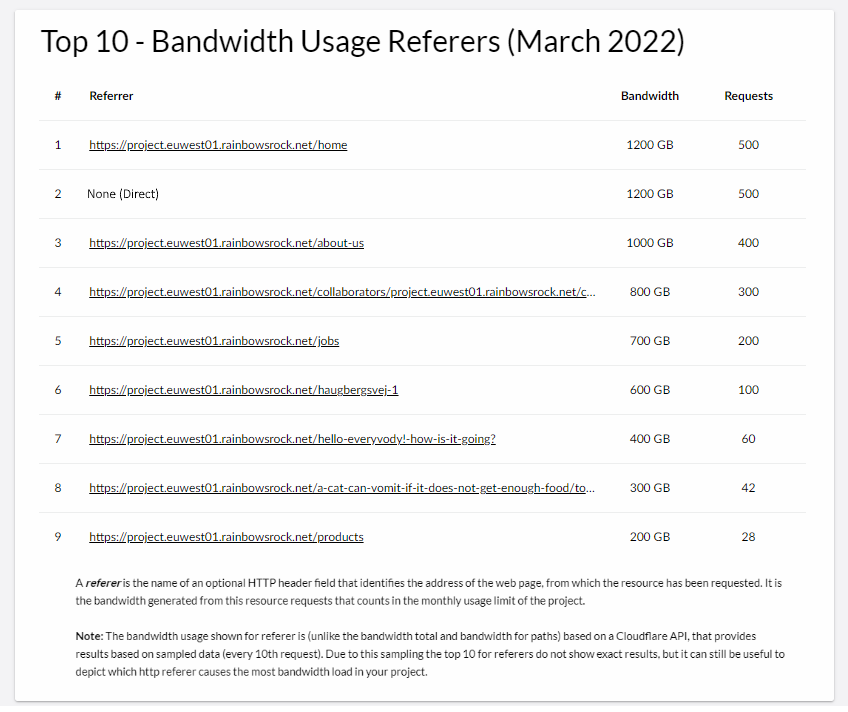 Top 10 - Bandwidth Usage Referers (March 2022)
# Referrer Bandwidth Requests
1 https://project.euwest01.rainbowsrock.net/home 1200 GB 500
2 None (Direct) 1200 GB 500
3 https://project.euwest01.rainbowsrock.net/about-us 1000 GB 400
4 https://project.euwest01.rainbowsrock.net/collaborators/project.euwest01.rainbowsrock.net/c... 800 GB 300
5 https://project.euwest01.rainbowsrock.net/jobs 700 GB 200
6 https://project.euwest01.rainbowsrock.net/haugbergsvej-1 600 GB 100
7 https://project.euwest01.rainbowsrock.net/hello-everyvody!-how-is-it-going? 400 GB 60
8 https://project.euwest01.rainbowsrock.net/a-cat-can-vomit-if-it-does-not-get-enough-food/to... 300 GB 42
9 https://project.euwest01.rainbowsrock.net/products 200 GB 28
A referer is the name of an optional HTTP header field that identifies the address of the web page, from which the resource has been requested. It is
the bandwidth generated from this resource requests that counts in the monthly usage limit of the project.
Note: The bandwidth usage shown for referer is (unlike the bandwidth total and bandwidth for paths) based on a Cloudflare API, that provides
results based on sampled data (every 10th request). Due to this sampling the top 10 for referers do not show exact results, but it can still be useful to
depict which http referer causes the most bandwidth load in your project.